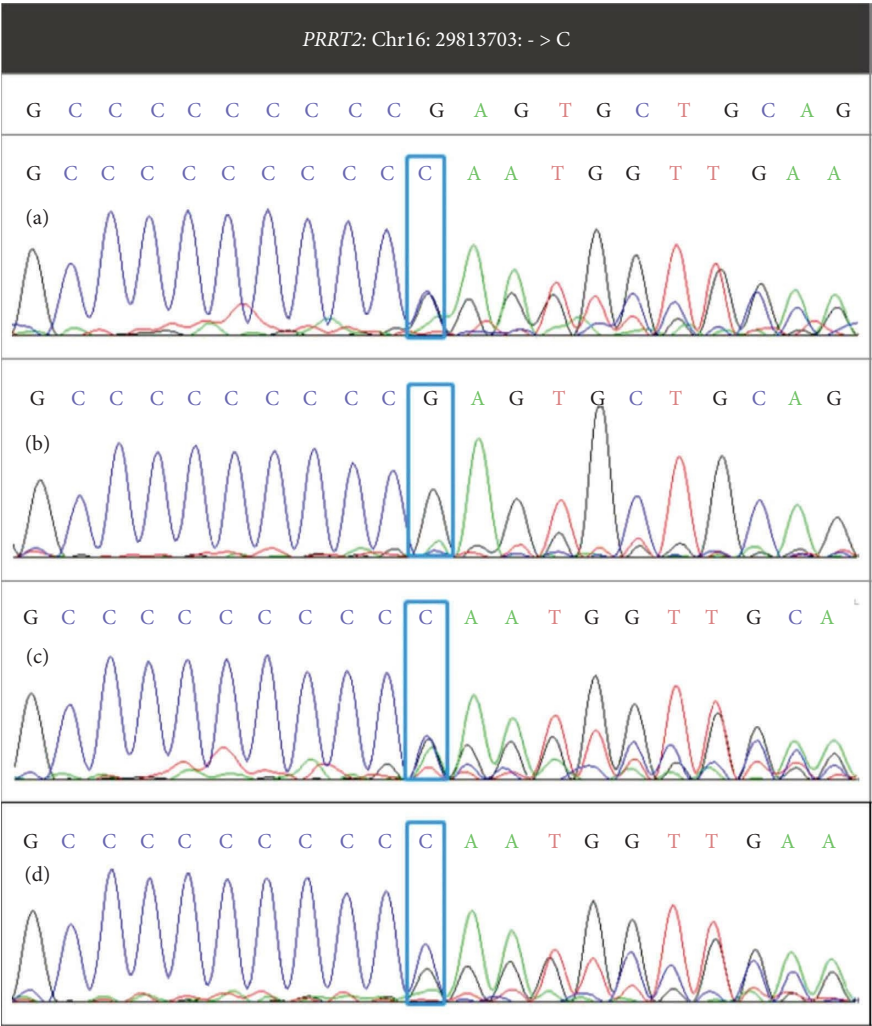 PRRT2: Chr16: 29813703: - > C
G C C C C C C C C C G A G T G C T G C A G
G C C C C C C C C C C A A T G G T T G A A
(a)
G C C C C C C C C C G A G T G C T G C A G
(b)
G C C C C C C C C C C A A T G G T T G C A
(c)
G C C C C C C C C C C A A T G G T T G A A
(d)